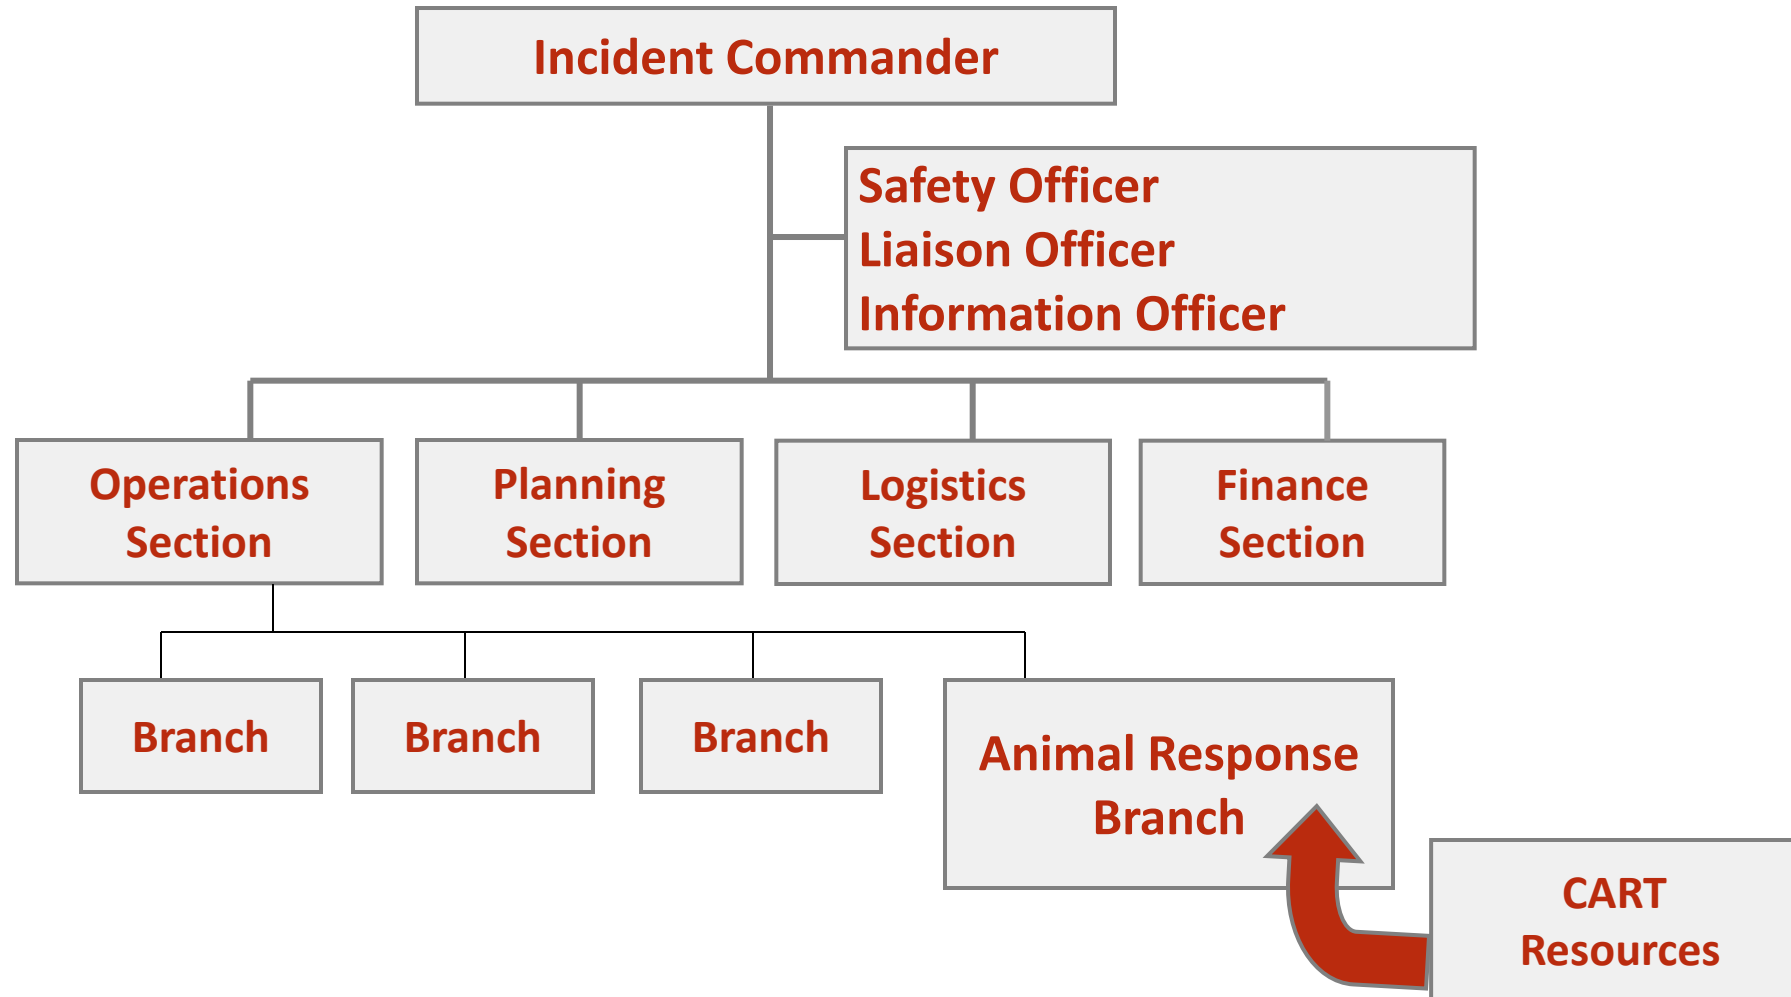 Incident Commander
Safety Officer
Liaison Officer
Information Officer
Operations
Section
Planning
Section
Logistics
Section
Finance
Section
Branch
Branch
Branch
Animal Response
Branch
CART
Resources